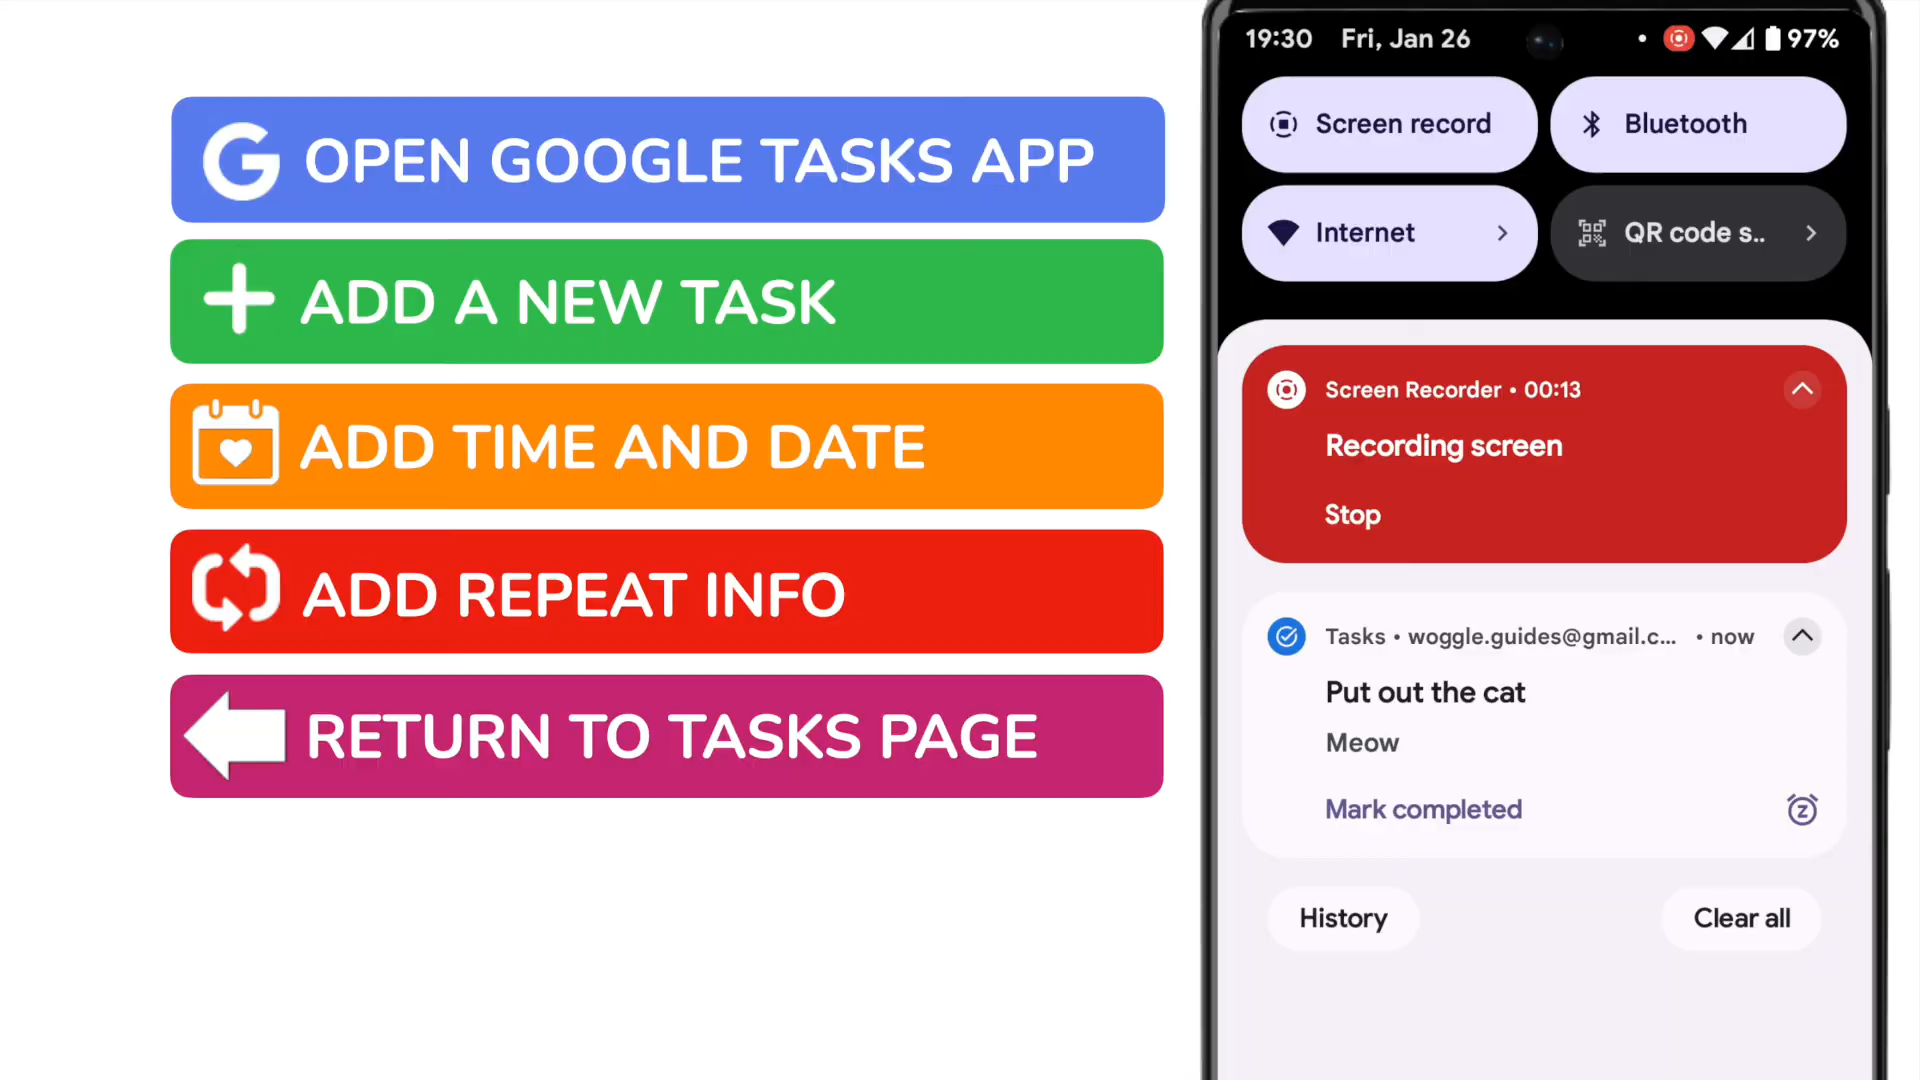 OPEN GOOGLE TASKS APP
ADD A NEW TASK
ADD TIME AND DATE
ADD REPEAT INFO
RETURN TO TASKS PAGE
19:30 Fri, Jan 26 97%
Screen record
Bluetooth
Internet
QR code s..
Screen Recorder • 00:13
Recording screen
Stop
Tasks • woggle.guides@gmail.c... • now
Put out the cat
Meow
Mark completed
History
Clear all